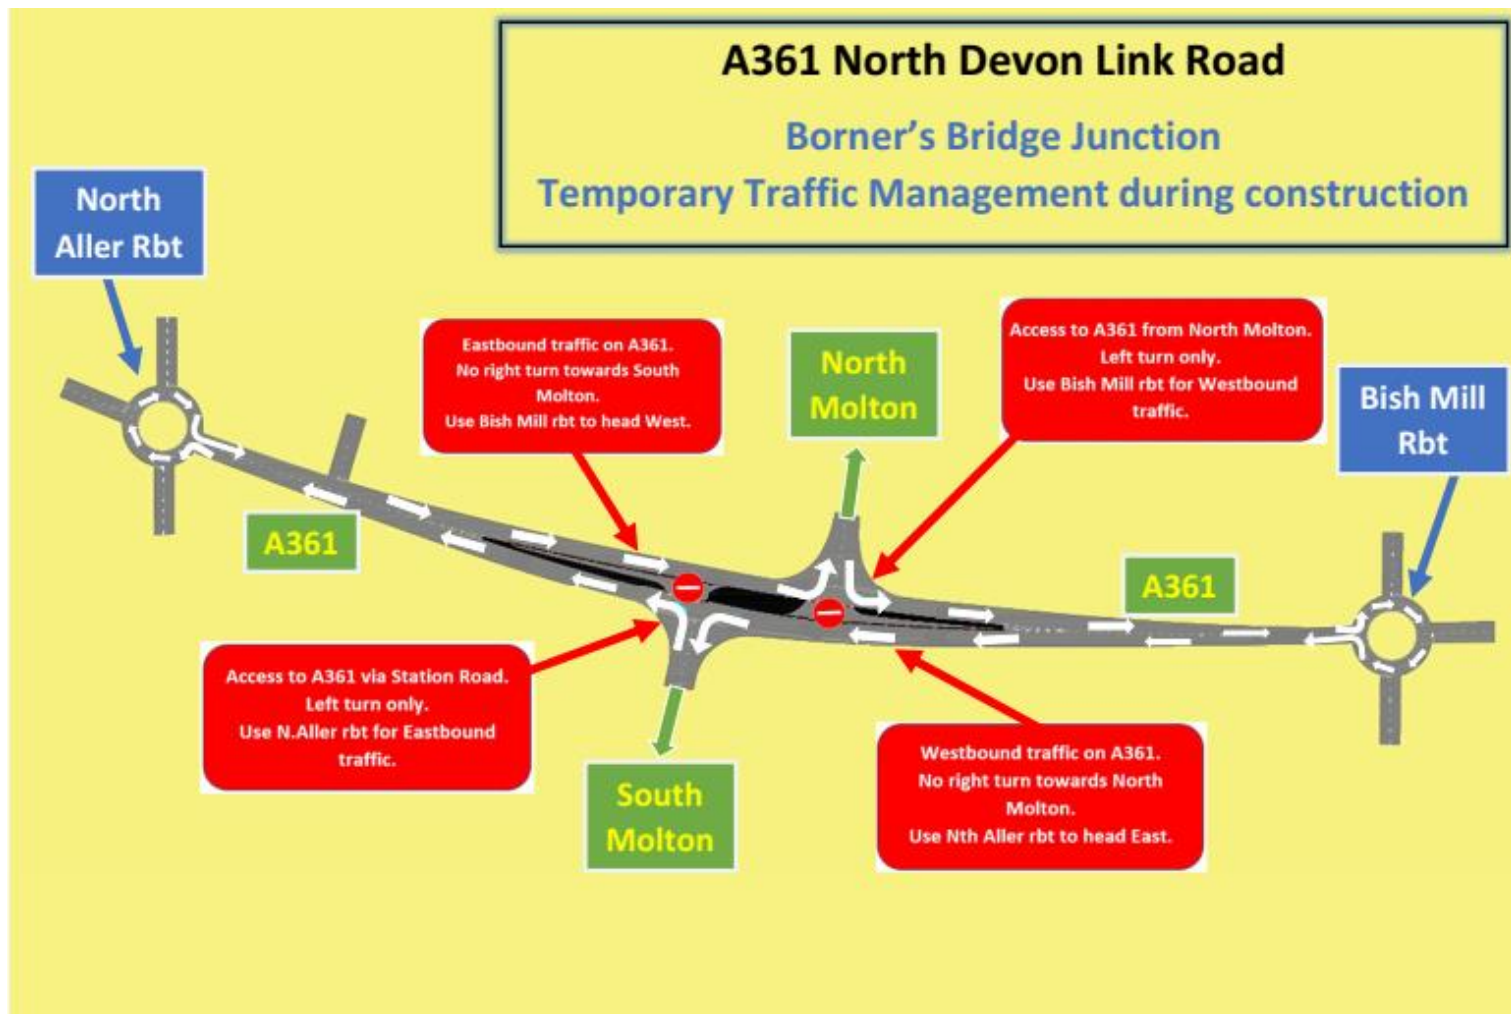 A361 North Devon Link Road
Borner's Bridge Junction
Temporary Traffic Management during construction
North
Aller Rbt
Eastbound traffic on A361.
No right turn towards South
Molton.
Use Bish Mill rbt to head West.
North
Molton
Access to A361 from North Molton.
Left turn only.
Use Bish Mill rbt for Westbound
traffic.
Bish Mill
Rbt
A361
A361
Access to A361 via Station Road.
Left turn only.
Use N.Aller rbt for Eastbound
traffic.
South
Molton
Westbound traffic on A361.
No right turn towards North
Molton.
Use Nth Aller rbt to head East.